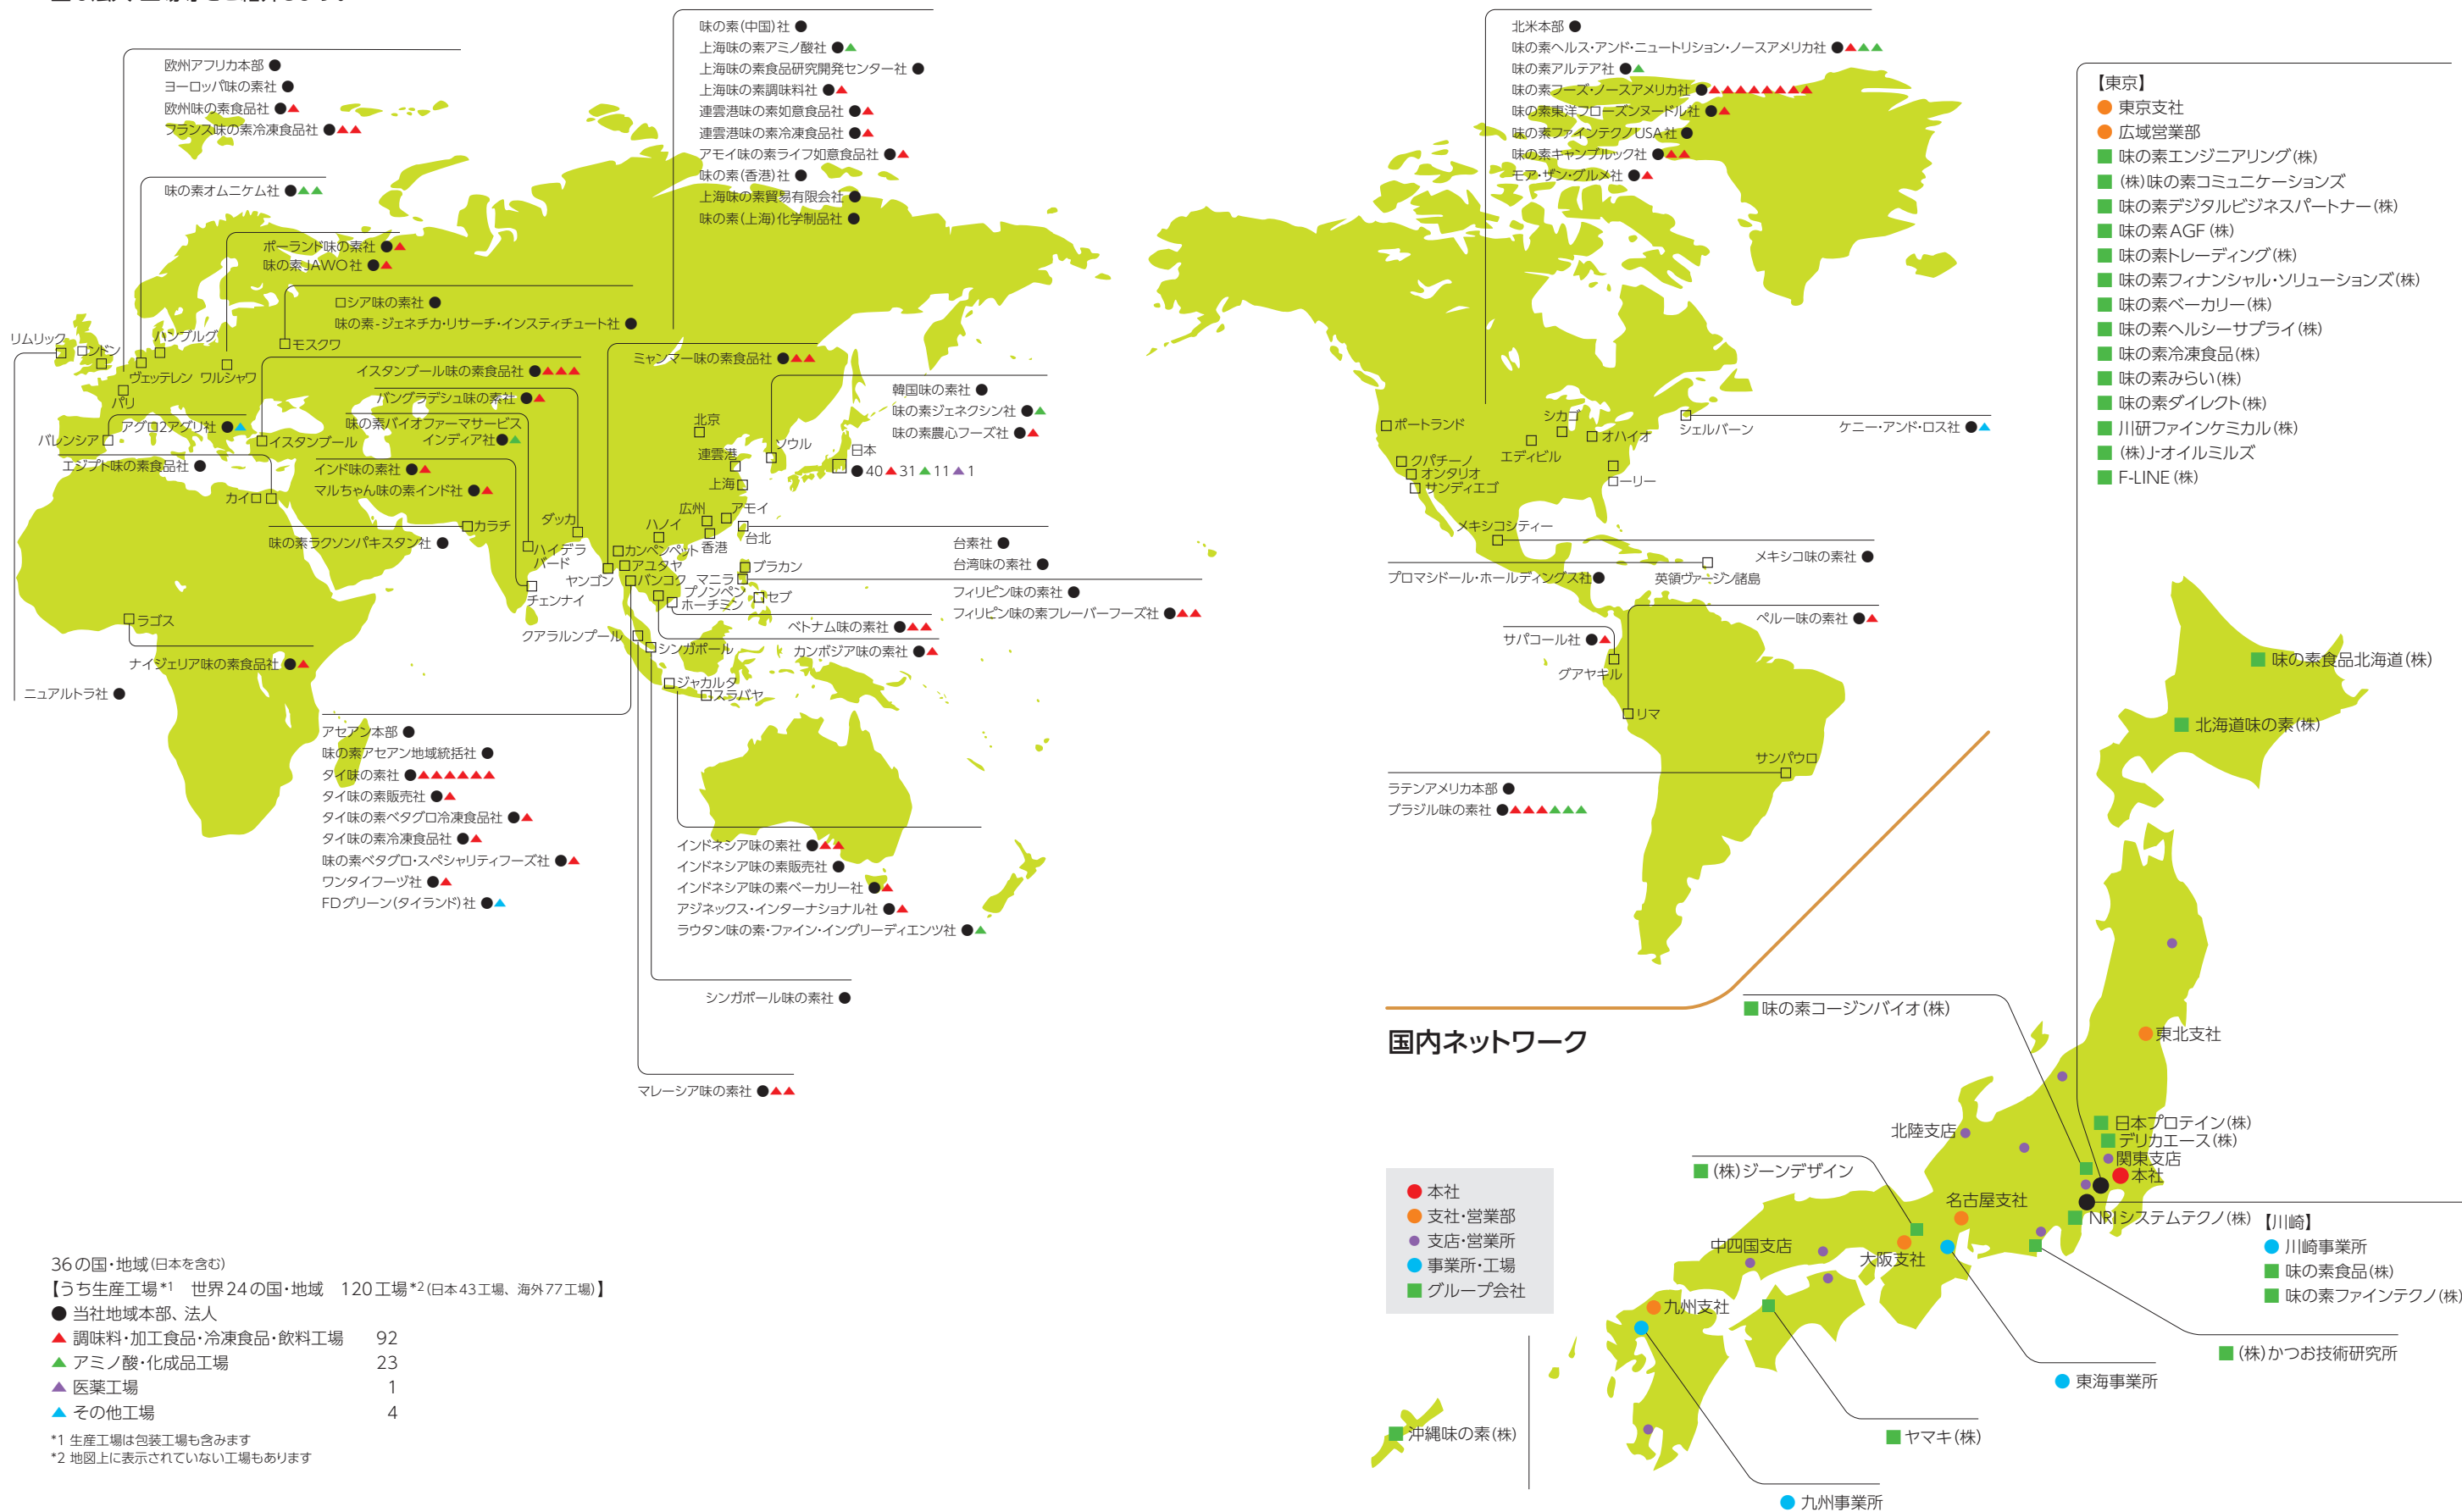 欧州アフリカ本部 ●
ヨーロッパ味の素社 ●
欧州味の素食品社 ●▲
フランス味の素冷凍食品社 ●▲▲
味の素オムニケム社 ●▲▲
ポーランド味の素社 ●▲
味の素JAWO社 ●▲
ロシア味の素社 ●
味の素-ジェネチカ・リサーチ・インスティチュート社 ●
リムリック
ロンドン
ハンブルグ
モスクワ
ヴェッテレン
ワルシャワ
パリ
イスタンブール味の素食品社 ●▲▲▲
バングラデシュ味の素社 ●▲
アグロ2アグリ社 ●▲
味の素バイオファーマサービス
インディア社●▲
バレンシア
イスタンブール
エジプト味の素食品社 ●
インド味の素社 ●▲
マルちゃん味の素インド社 ●▲
カイロ
カラチ
味の素ラクソンパキスタン社 ●
ダッカ
ハイデラ
バード
チェンナイ
ラゴス
ナイジェリア味の素食品社 ●▲
ニュアルトラ社 ●
味の素(中国)社 ●
上海味の素アミノ酸社 ●▲
上海味の素食品研究開発センター社 ●
上海味の素調味料社 ●▲
連雲港味の素如意食品社 ●▲
連雲港味の素冷凍食品社 ●▲
アモイ味の素ライフ如意食品社 ●▲
味の素(香港)社 ●
上海味の素貿易有限会社 ●
味の素(上海)化学制品社 ●
ミャンマー味の素食品社 ●▲▲
韓国味の素社 ●
味の素ジェネクシン社 ●▲
味の素農心フーズ社 ●▲
北京
ソウル
日本
●40▲31▲11▲1
連雲港
上海
広州
アモイ
ハノイ
香港
台北
台素社 ●
台湾味の素社 ●
カンペンペット
アユタヤ
ヤンゴン
バンコク
マニラ
ブラカン
プノンペン
ホーチミン
セブ
フィリピン味の素社 ●
フィリピン味の素フレーバーフーズ社 ●▲▲
ベトナム味の素社 ●▲▲
カンボジア味の素社 ●▲
クアラルンプール
シンガポール
ジャカルタ
スラバヤ
アセアン本部 ●
味の素アセアン地域統括社 ●
タイ味の素社 ●▲▲▲▲▲▲
タイ味の素販売社 ●▲
タイ味の素ベタグロ冷凍食品社 ●▲
タイ味の素冷凍食品社 ●▲
味の素ベタグロ・スペシャリティフーズ社 ●▲
ワンタイフーヅ社 ●▲
FDグリーン(タイランド)社 ●▲
インドネシア味の素社 ●▲▲
インドネシア味の素販売社 ●
インドネシア味の素ベーカリー社 ●▲
アジネックス・インターナショナル社 ●▲
ラウタン味の素・ファイン・イングリーディエンツ社 ●▲
シンガポール味の素社 ●
マレーシア味の素社 ●▲▲
北米本部 ●
味の素ヘルス・アンド・ニュートリション・ノースアメリカ社 ●▲▲▲
味の素アルテア社 ●▲
味の素フーズ・ノースアメリカ社 ●▲▲▲▲▲▲▲▲
味の素東洋フローズンヌードル社 ●▲
味の素ファインテクノUSA社 ●
味の素キャンブルック社 ●▲▲
モア・ザン・グルメ社 ●▲
ポートランド
シカゴ
シェルバーン
ケニー・アンド・ロス社 ●▲
オハイオ
エディビル
クパチーノ
オンタリオ
サンディエゴ
ローリー
メキシコシティー
メキシコ味の素社 ●
プロマシドール・ホールディングス社●
英領ヴァージン諸島
ペルー味の素社 ●▲
サパコール社 ●▲
グアヤキル
リマ
サンパウロ
ラテンアメリカ本部 ●
ブラジル味の素社 ●▲▲▲▲▲▲
【東京】
● 東京支社
● 広域営業部
■ 味の素エンジニアリング(株)
■ (株)味の素コミュニケーションズ
■ 味の素デジタルビジネスパートナー(株)
■ 味の素AGF(株)
■ 味の素トレーディング(株)
■ 味の素フィナンシャル・ソリューションズ(株)
■ 味の素ベーカリー(株)
■ 味の素ヘルシーサプライ(株)
■ 味の素冷凍食品(株)
■ 味の素みらい(株)
■ 味の素ダイレクト(株)
■ 川研ファインケミカル(株)
■ (株)J-オイルミルズ
■ F-LINE(株)
■ 味の素食品北海道(株)
■ 北海道味の素(株)
国内ネットワーク
■ 味の素コージンバイオ(株)
● 東北支社
北陸支店
■ 日本プロテイン(株)
■ デリカエース(株)
● 関東支店
● 本社
■ (株)ジーンデザイン
名古屋支社
■ NRIシステムテクノ(株)
【川崎】
● 川崎事業所
■ 味の素食品(株)
■ 味の素ファインテクノ(株)
中四国支店
大阪支社
● 九州支社
■ (株)かつお技術研究所
● 東海事業所
■ ヤマキ(株)
■ 沖縄味の素(株)
● 九州事業所
● 本社
● 支社・営業部
● 支店・営業所
● 事業所・工場
■ グループ会社
36の国・地域(日本を含む)
【うち生産工場*1 世界24の国・地域 120工場*2(日本43工場、海外77工場)】
● 当社地域本部、法人
▲ 調味料・加工食品・冷凍食品・飲料工場 92
▲ アミノ酸・化成品工場 23
▲ 医薬工場 1
▲ その他工場 4
*1 生産工場は包装工場も含みます
*2 地図上に表示されていない工場もあります